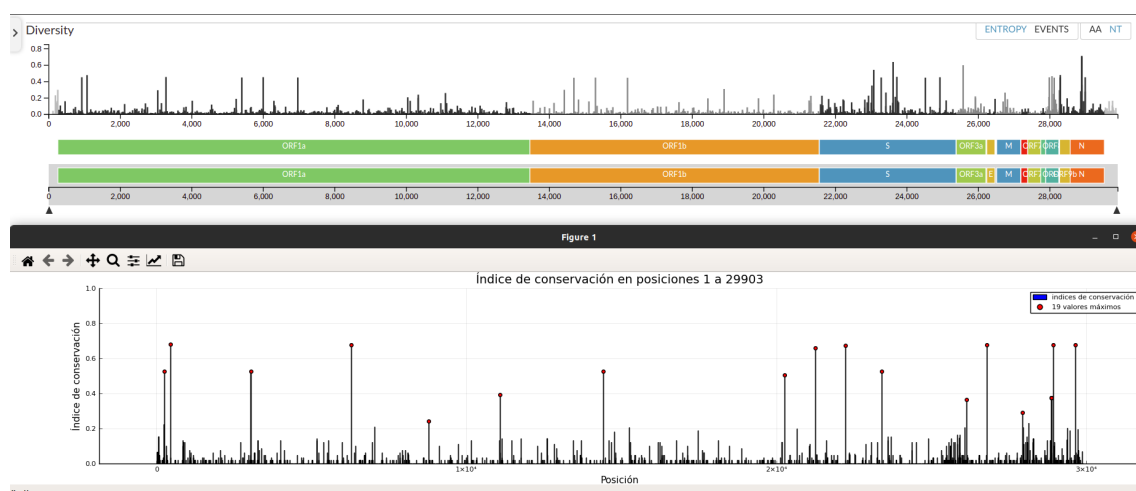 Diversity
ENTROPY EVENTS AA NT
0.8
0.6
0.4
0.2
0.0
0 2,000 4,000 6,000 8,000 10,000 12,000 14,000 16,000 18,000 20,000 22,000 24,000 26,000 28,000
ORF1a ORF1b S ORF3a M N
ORF1a ORF1b S ORF3a E M N
0 2,000 4,000 6,000 8,000 10,000 12,000 14,000 16,000 18,000 20,000 22,000 24,000 26,000 28,000
Figure 1
Índice de conservación en posiciones 1 a 29903
índices de conservación
19 valores máximos
Índice de conservación
1.0
0.8
0.6
0.4
0.2
0.0
0 1×10⁴ 2×10⁴ 3×10⁴
Posición